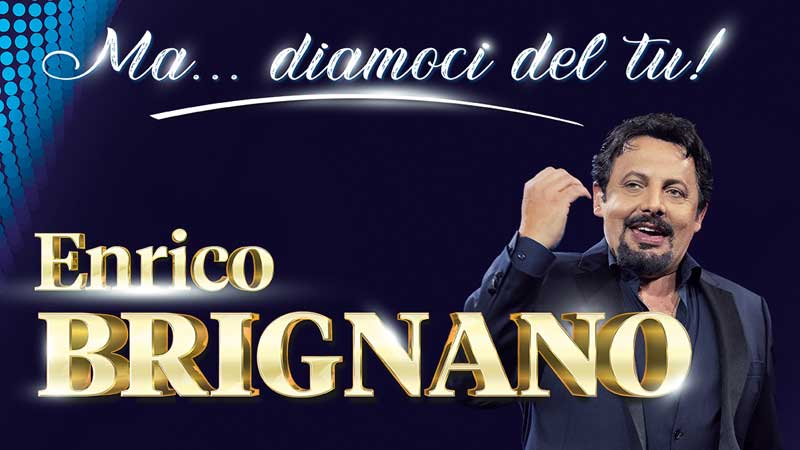 Ma... diamoci del tu!
Enrico
BRIGNANO